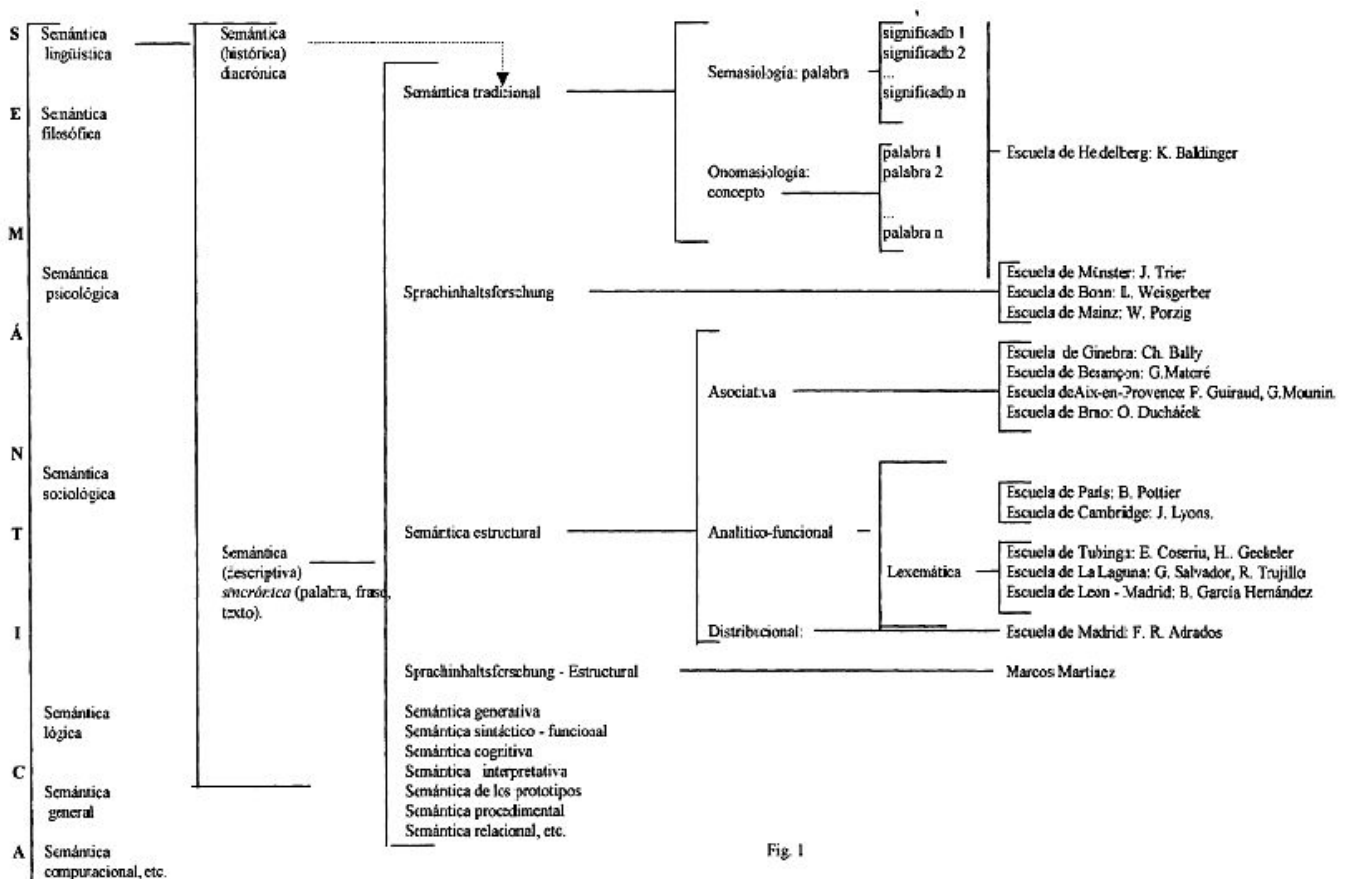 S
E
M
Á
N
T
I
C
A
Semántica
lingüística
Semántica
filosófica
Semántica
psicológica
Semántica
sociológica
Semántica
lógica
Semántica
general
Semántica
computacional, etc.
Semántica
(histórica)
diacrónica
Semántica
(descriptiva)
sincrónica (palabra, frase,
texto).
Semántica tradicional
Semasiología: palabra
significado 1
significado 2
...
significado n
Onomasiología:
concepto
palabra 1
palabra 2
...
palabra n
Escuela de Heidelberg: K. Baldinger
Sprachinhaltsforschung
Escuela de Münster: J. Trier
Escuela de Bonn: L. Weisgerber
Escuela de Mainz: W. Porzig
Semántica estructural
Asociativa
Escuela de Ginebra: Ch. Bally
Escuela de Besançon: G.Matoré
Escuela deAix-en-Provence: P. Guiraud, G.Mounin.
Escuela de Brno: O. Ducháček
Analítico-funcional
Escuela de París: B. Pottier
Escuela de Cambridge: J. Lyons.
Lexemática
Escuela de Tubinga: E. Coseriu, H.. Geckeler
Escuela de La Laguna: G. Salvador, R. Trujillo
Escuela de Leon - Madrid: B. García Hernández
Distribucional:
Escuela de Madrid: F. R. Adrados
Sprachinhaltsforschung - Estructural
Marcos Martínez
Semántica generativa
Semántica sintáctico - funcional
Semántica cognitiva
Semántica interpretativa
Semántica de los prototipos
Semántica procedimental
Semántica relacional, etc.
Fig. 1